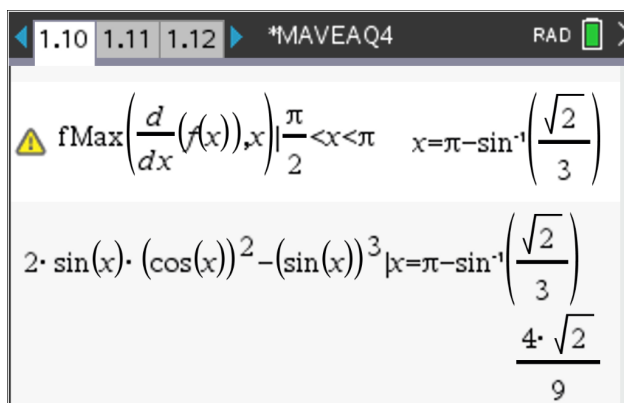 1.10 1.11 1.12 *MAVEAQ4 RAD
fMax(d/dx(f(x)),x)|π/2<x<π x=π−sin⁻¹(√2/3)
2· sin(x)· (cos(x))²−(sin(x))³|x=π−sin⁻¹(√2/3)
4· √2/9